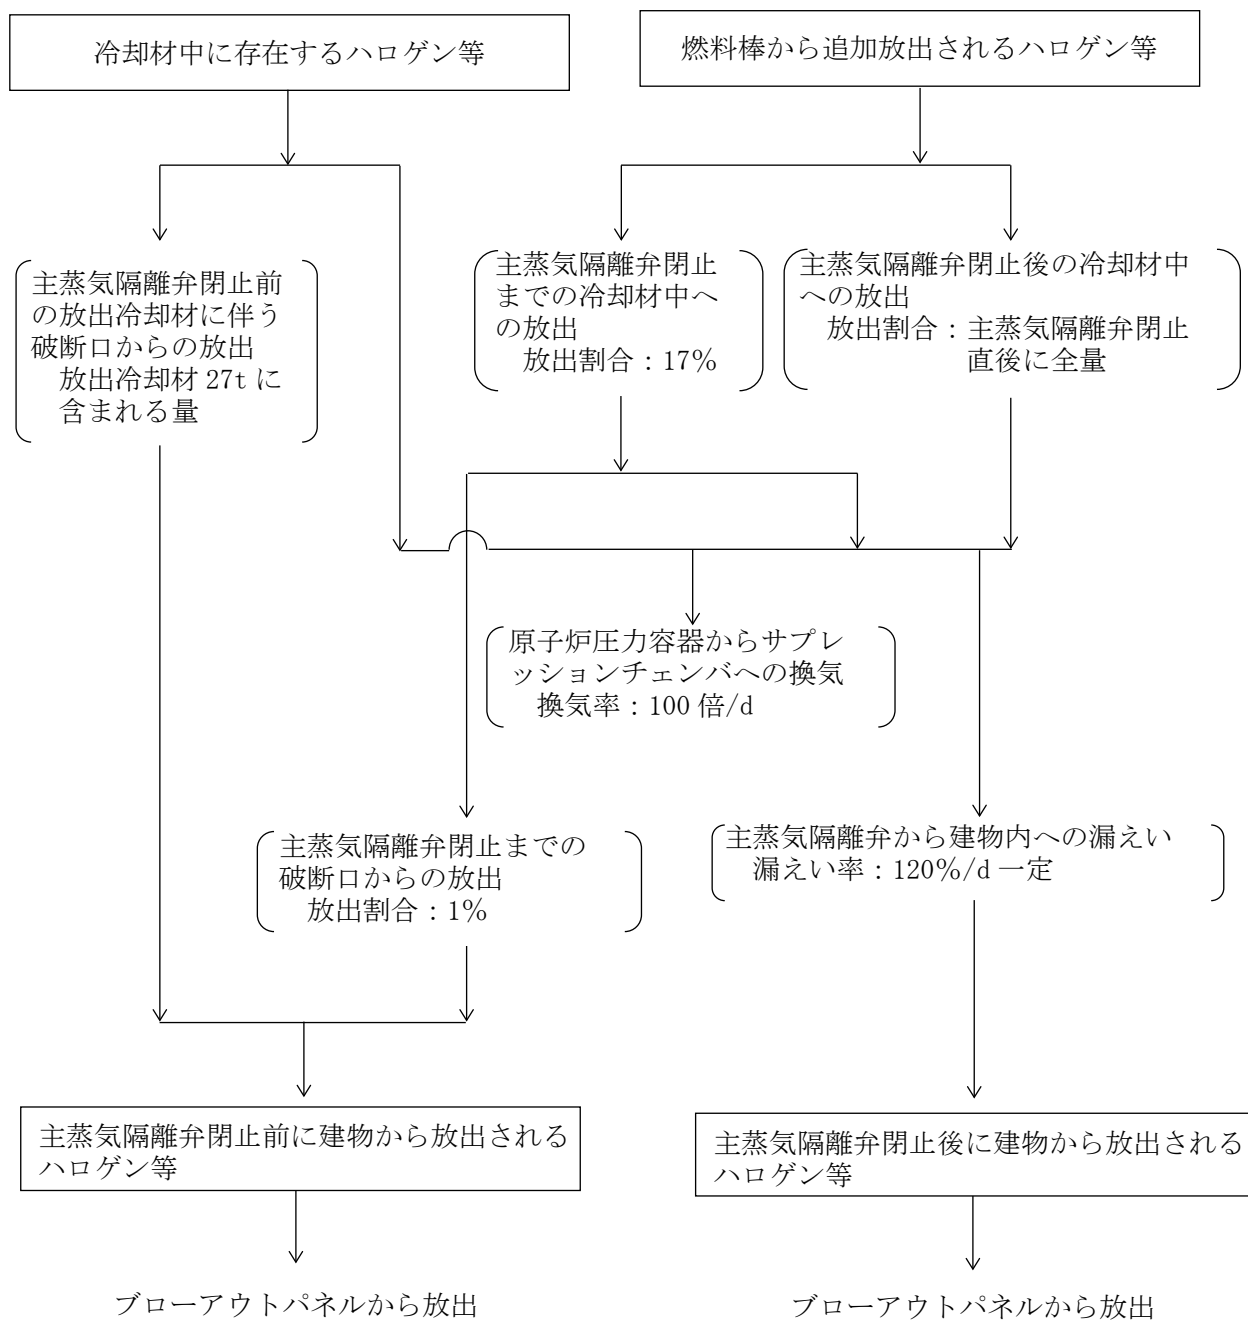 冷却材中に存在するハロゲン等
燃料棒から追加放出されるハロゲン等
主蒸気隔離弁閉止前
の放出冷却材に伴う
破断口からの放出
放出冷却材 27t に
含まれる量
主蒸気隔離弁閉止
までの冷却材中へ
の放出
放出割合：17%
主蒸気隔離弁閉止後の冷却材中
への放出
放出割合：主蒸気隔離弁閉止
直後に全量
原子炉圧力容器からサプレ
ッションチェンバへの換気
換気率：100 倍/d
主蒸気隔離弁閉止までの
破断口からの放出
放出割合：1%
主蒸気隔離弁から建物内への漏えい
漏えい率：120%/d 一定
主蒸気隔離弁閉止前に建物から放出される
ハロゲン等
主蒸気隔離弁閉止後に建物から放出される
ハロゲン等
ブローアウトパネルから放出
ブローアウトパネルから放出